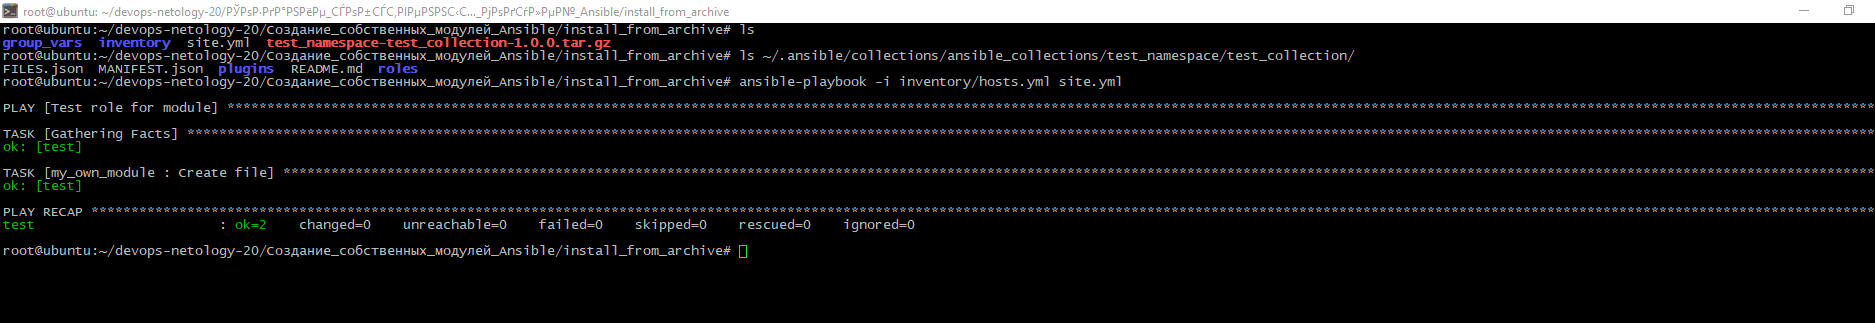 root@ubuntu: ~/devops-netology-20/РЎРѕР·РґР°РЅРёРµ_СЃРѕР±СЃС‚РІРµРЅРЅС‹С…_РјРѕРґСѓР»РµР№_Ansible/install_from_archive
root@ubuntu:~/devops-netology-20/Создание_собственных_модулей_Ansible/install_from_archive# ls
group_vars  inventory  site.yml  test_namespace-test_collection-1.0.0.tar.gz
root@ubuntu:~/devops-netology-20/Создание_собственных_модулей_Ansible/install_from_archive# ls ~/.ansible/collections/ansible_collections/test_namespace/test_collection/
FILES.json  MANIFEST.json  plugins  README.md  roles
root@ubuntu:~/devops-netology-20/Создание_собственных_модулей_Ansible/install_from_archive# ansible-playbook -i inventory/hosts.yml site.yml
PLAY [Test role for module] **************************************************************************************************************************************************************************************************************
TASK [Gathering Facts] *******************************************************************************************************************************************************************************************************************
ok: [test]
TASK [my_own_module : Create file] *******************************************************************************************************************************************************************************************************
ok: [test]
PLAY RECAP *******************************************************************************************************************************************************************************************************************************
test                       : ok=2    changed=0    unreachable=0    failed=0    skipped=0    rescued=0    ignored=0
root@ubuntu:~/devops-netology-20/Создание_собственных_модулей_Ansible/install_from_archive#